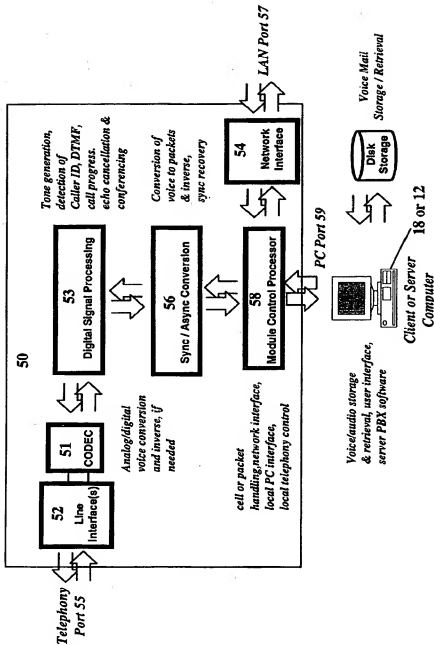 50
Telephony
Port 55
52
Line
Interface(s)
51
CODEC
Analog/digital
voice conversion
and inverse, if
needed
53
Digital Signal Processing
Tone generation,
detection of
Caller ID, DTMF,
call progress.
echo cancellation &
conferencing
56
Sync / Async Conversion
Conversion of
voice to packets
& inverse,
sync recovery
58
Module Control Processor
cell or packet
handling,network interface,
local PC interface,
local telephony control
54
Network
Interface
LAN Port 57
PC Port 59
Voice/audio storage
& retrieval, user interface,
server PBX software
Client or Server
Computer
18 or 12
Disk
Storage
Voice Mail
Storage / Retrieval